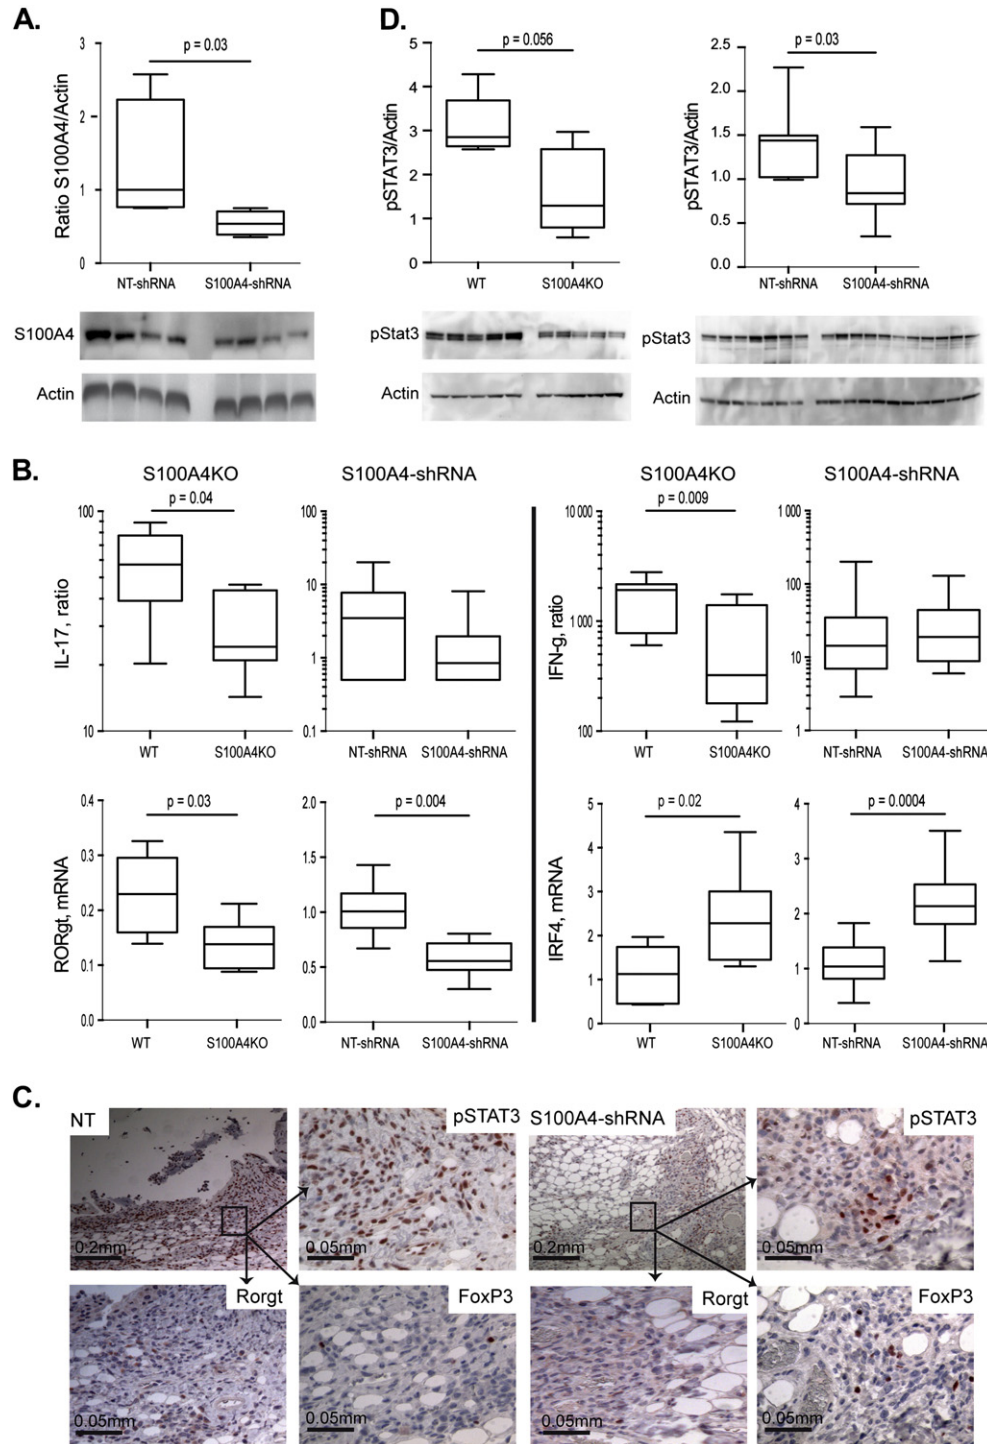 A.
3
2
1
0
Ratio S100A4/Actin
p = 0.03
NT-shRNA S100A4-shRNA
S100A4
Actin
D.
5
4
3
2
1
0
pSTAT3/Actin
p = 0.056
WT S100A4KO
pStat3
Actin
2.5
2.0
1.5
1.0
0.5
0.0
pSTAT3/Actin
p = 0.03
NT-shRNA S100A4-shRNA
pStat3
Actin
B.
S100A4KO
p = 0.04
100
10
IL-17, ratio
WT S100A4KO
S100A4-shRNA
100
10
1
0.1
NT-shRNA S100A4-shRNA
S100A4KO
p = 0.009
10 000
1 000
100
IFN-g, ratio
WT S100A4KO
S100A4-shRNA
1 000
100
10
1
NT-shRNA S100A4-shRNA
0.4
0.3
0.2
0.1
0.0
RORgt, mRNA
p = 0.03
WT S100A4KO
2.0
1.5
1.0
0.5
0.0
p = 0.004
NT-shRNA S100A4-shRNA
5
4
3
2
1
0
IRF4, mRNA
p = 0.02
WT S100A4KO
4
3
2
1
0
p = 0.0004
NT-shRNA S100A4-shRNA
C.
NT
0.2mm
pSTAT3
0.05mm
S100A4-shRNA
0.2mm
pSTAT3
0.05mm
Rorgt
0.05mm
FoxP3
0.05mm
Rorgt
0.05mm
FoxP3
0.05mm